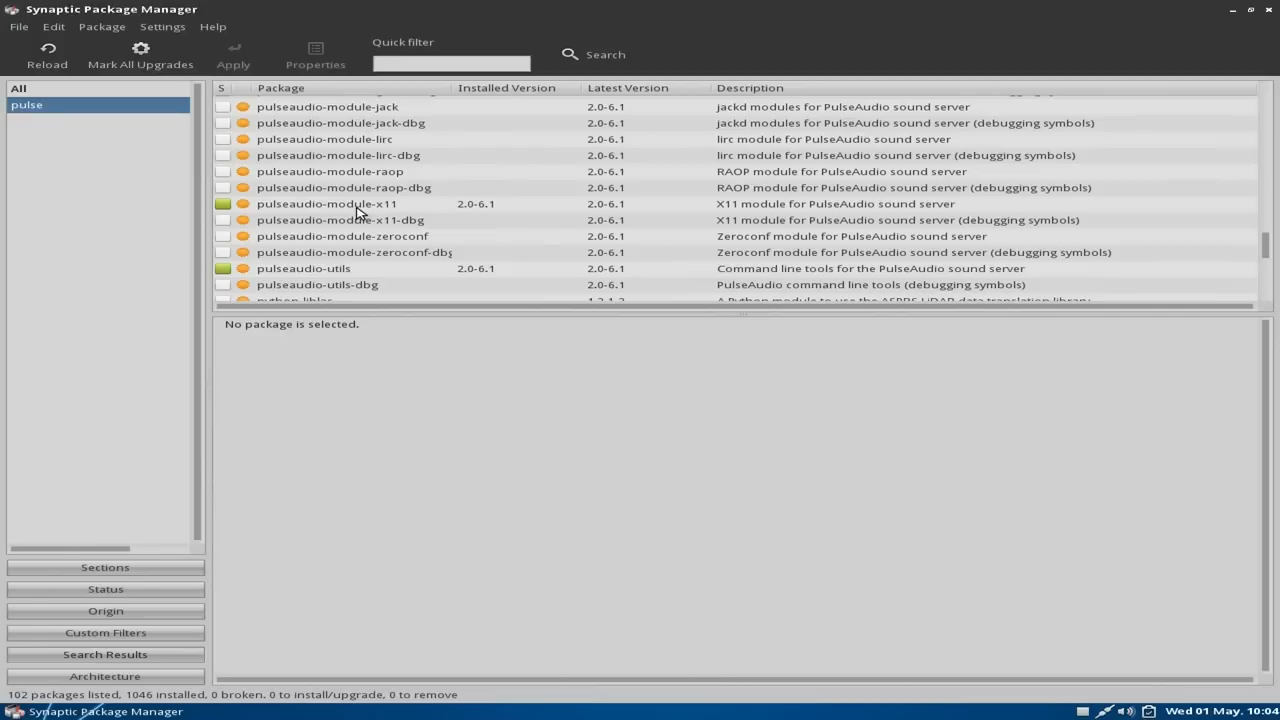 Synaptic Package Manager
File Edit Package Settings Help
Quick filter
Reload Mark All Upgrades Apply Properties Search
All
pulse
S Package Installed Version Latest Version Description
pulseaudio-module-jack 2.0-6.1 jackd modules for PulseAudio sound server
pulseaudio-module-jack-dbg 2.0-6.1 jackd modules for PulseAudio sound server (debugging symbols)
pulseaudio-module-lirc 2.0-6.1 lirc module for PulseAudio sound server
pulseaudio-module-lirc-dbg 2.0-6.1 lirc module for PulseAudio sound server (debugging symbols)
pulseaudio-module-raop 2.0-6.1 RAOP module for PulseAudio sound server
pulseaudio-module-raop-dbg 2.0-6.1 RAOP module for PulseAudio sound server (debugging symbols)
pulseaudio-module-x11 2.0-6.1 2.0-6.1 X11 module for PulseAudio sound server
pulseaudio-module-x11-dbg 2.0-6.1 X11 module for PulseAudio sound server (debugging symbols)
pulseaudio-module-zeroconf 2.0-6.1 Zeroconf module for PulseAudio sound server
pulseaudio-module-zeroconf-dbg 2.0-6.1 Zeroconf module for PulseAudio sound server (debugging symbols)
pulseaudio-utils 2.0-6.1 2.0-6.1 Command line tools for the PulseAudio sound server
pulseaudio-utils-dbg 2.0-6.1 PulseAudio command line tools (debugging symbols)
No package is selected.
Sections
Status
Origin
Custom Filters
Search Results
Architecture
102 packages listed, 1046 installed, 0 broken. 0 to install/upgrade, 0 to remove
Synaptic Package Manager Wed 01 May. 10:04